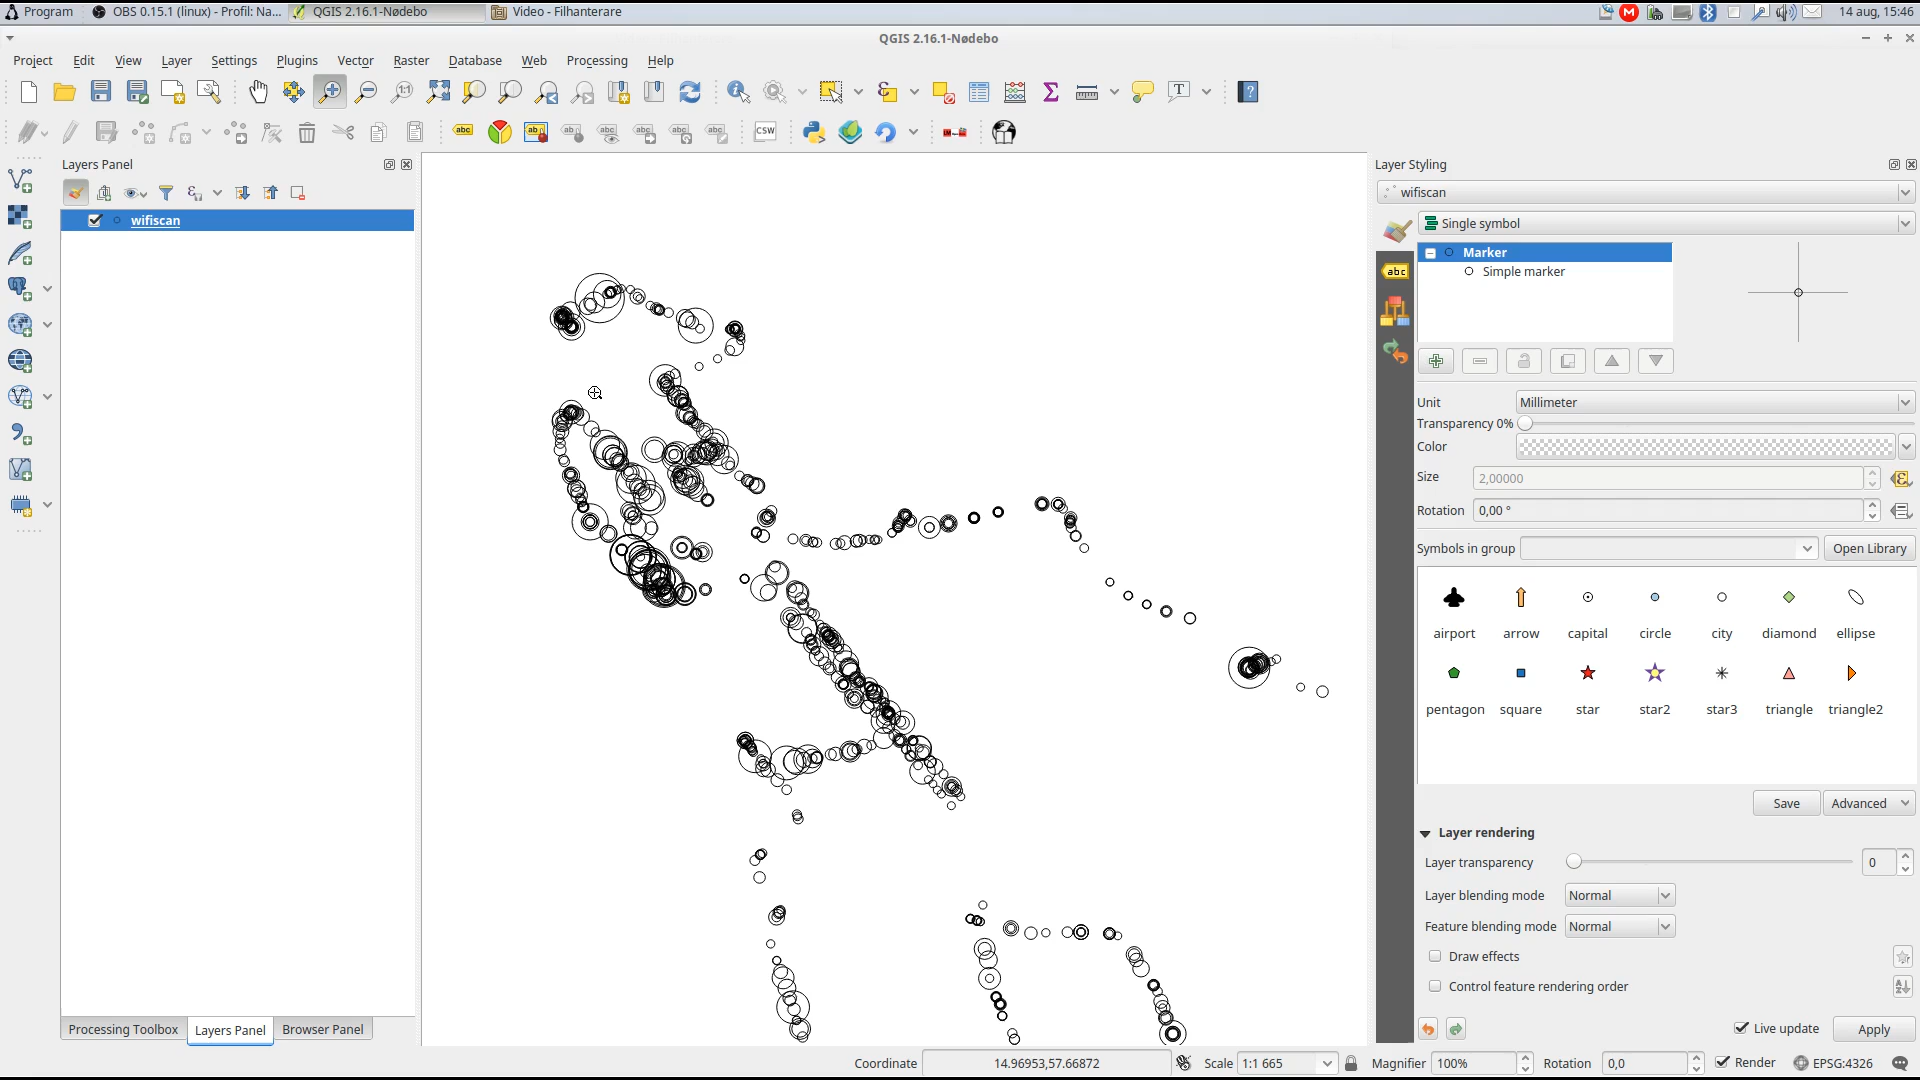 Program
OBS 0.15.1 (linux) - Profil: Na...
QGIS 2.16.1-Nødebo
Video - Filhanterare
14 aug, 15:46
QGIS 2.16.1-Nødebo
Project
Edit
View
Layer
Settings
Plugins
Vector
Raster
Database
Web
Processing
Help
abc
CSW
Layers Panel
wifiscan
Processing Toolbox
Layers Panel
Browser Panel
Layer Styling
wifiscan
Single symbol
Marker
Simple marker
abc
Unit
Millimeter
Transparency 0%
Color
Size
2,00000
Rotation
0,00 °
Symbols in group
Open Library
airport
arrow
capital
circle
city
diamond
ellipse
pentagon
square
star
star2
star3
triangle
triangle2
Save
Advanced
Layer rendering
Layer transparency
0
Layer blending mode
Normal
Feature blending mode
Normal
Draw effects
Control feature rendering order
Live update
Apply
Coordinate
14.96953,57.66872
Scale
1:1 665
Magnifier
100%
Rotation
0,0
Render
EPSG:4326